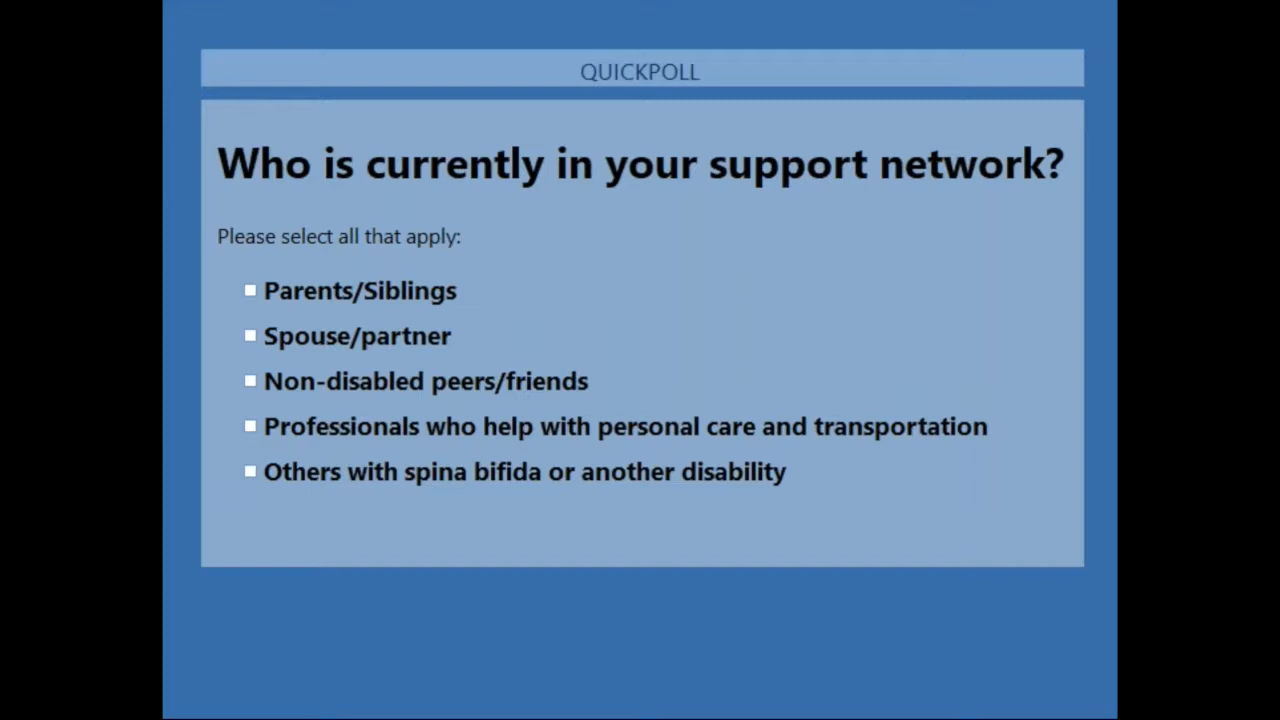 QUICKPOLL
Who is currently in your support network?
Please select all that apply:
Parents/Siblings
Spouse/partner
Non-disabled peers/friends
Professionals who help with personal care and transportation
Others with spina bifida or another disability